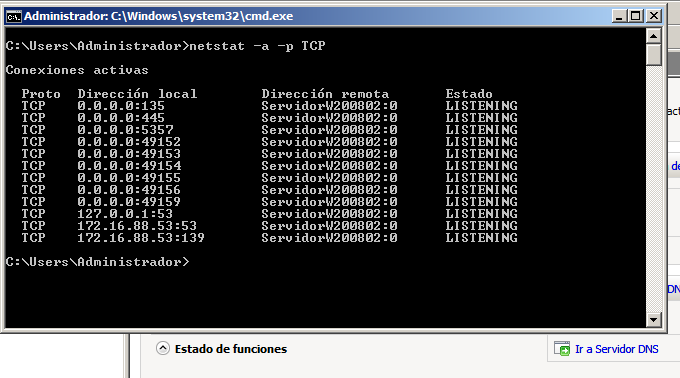 Administrador: C:\Windows\system32\cmd.exe
C:\Users\Administrador>netstat -a -p TCP
Conexiones activas
Proto Dirección local Dirección remota Estado
TCP 0.0.0.0:135 ServidorW200802:0 LISTENING
TCP 0.0.0.0:445 ServidorW200802:0 LISTENING
TCP 0.0.0.0:5357 ServidorW200802:0 LISTENING
TCP 0.0.0.0:49152 ServidorW200802:0 LISTENING
TCP 0.0.0.0:49153 ServidorW200802:0 LISTENING
TCP 0.0.0.0:49154 ServidorW200802:0 LISTENING
TCP 0.0.0.0:49155 ServidorW200802:0 LISTENING
TCP 0.0.0.0:49156 ServidorW200802:0 LISTENING
TCP 0.0.0.0:49159 ServidorW200802:0 LISTENING
TCP 127.0.0.1:53 ServidorW200802:0 LISTENING
TCP 172.16.88.53:53 ServidorW200802:0 LISTENING
TCP 172.16.88.53:139 ServidorW200802:0 LISTENING
C:\Users\Administrador>
Estado de funciones
Ir a Servidor DNS